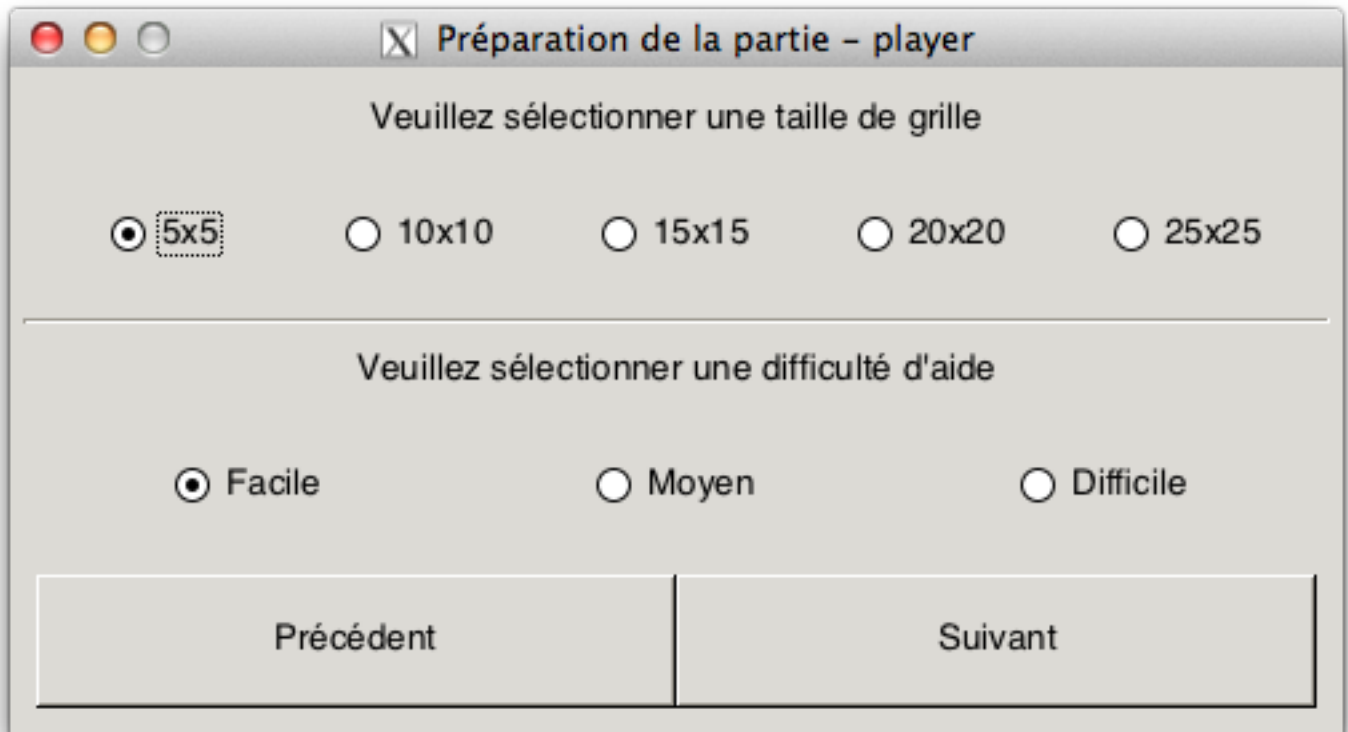 Préparation de la partie – player
Veuillez sélectionner une taille de grille
5x5 10x10 15x15 20x20 25x25
Veuillez sélectionner une difficulté d'aide
Facile Moyen Difficile
Précédent Suivant